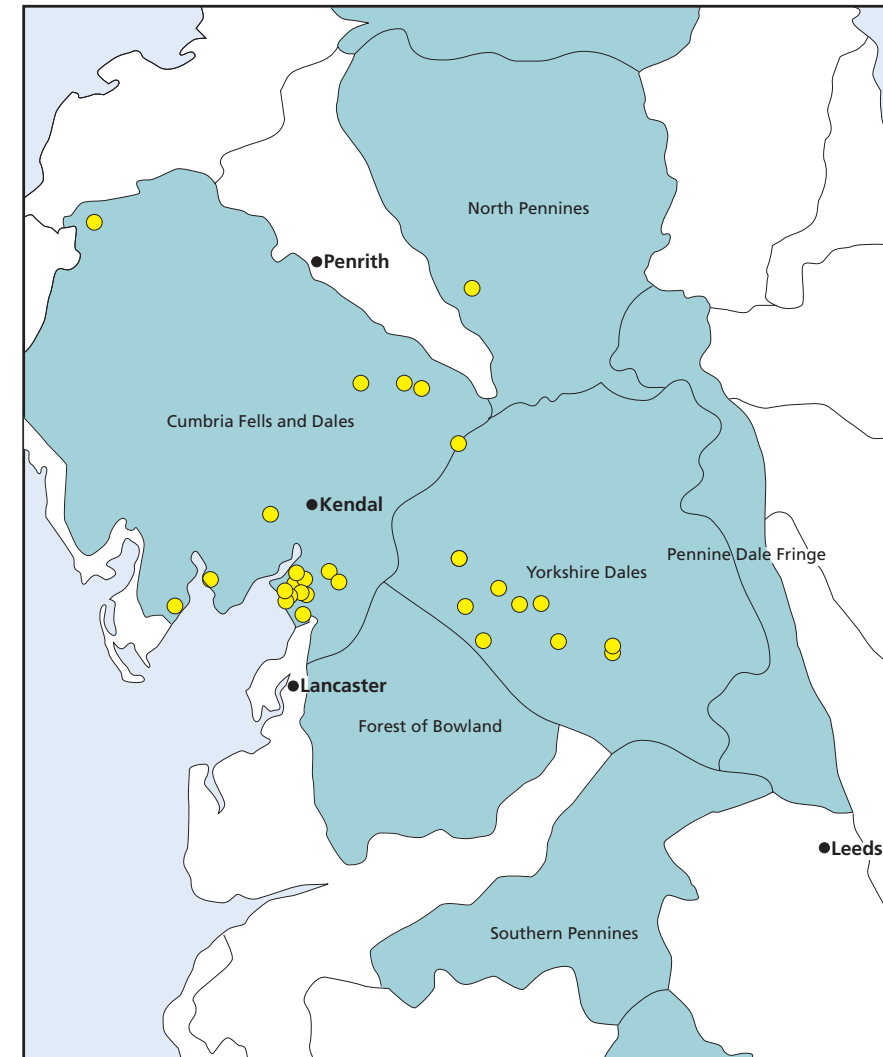 North Pennines
Penrith
Cumbria Fells and Dales
Kendal
Pennine Dale Fringe
Yorkshire Dales
Lancaster
Forest of Bowland
Leeds
Southern Pennines